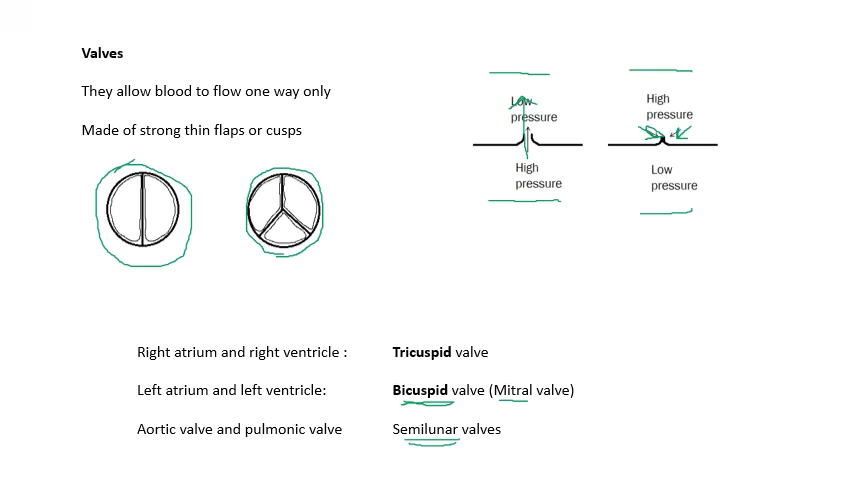 Valves
They allow blood to flow one way only
Made of strong thin flaps or cusps
Low
pressure
High
pressure
High
pressure
Low
pressure
Right atrium and right ventricle : Tricuspid valve
Left atrium and left ventricle: Bicuspid valve (Mitral valve)
Aortic valve and pulmonic valve Semilunar valves